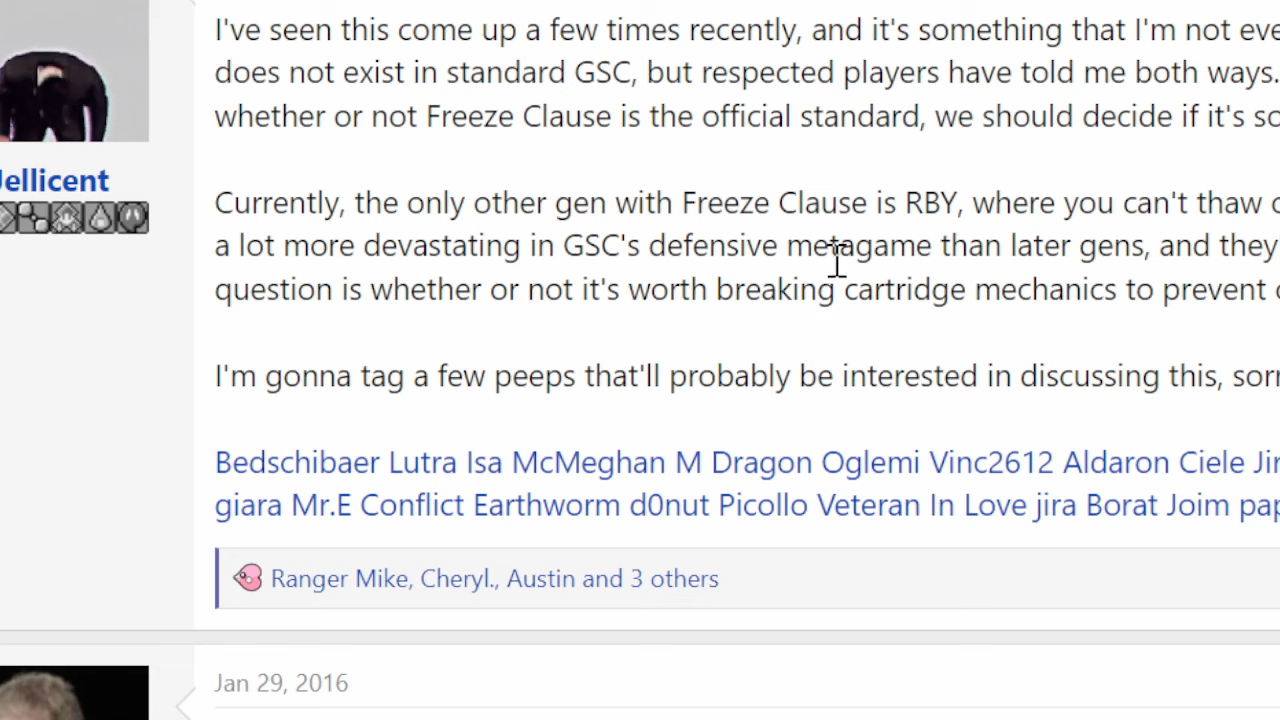 I've seen this come up a few times recently, and it's something that I'm not
does not exist in standard GSC, but respected players have told me both ways.
whether or not Freeze Clause is the official standard, we should decide if it's
Jellicent
Currently, the only other gen with Freeze Clause is RBY, where you can't thaw
a lot more devastating in GSC's defensive metagame than later gens, and
question is whether or not it's worth breaking cartridge mechanics to prevent
I'm gonna tag a few peeps that'll probably be interested in discussing this,
Bedschibaer Lutra Isa McMeghan M Dragon Oglemi Vinc2612 Aldaron Ciele
giara Mr.E Conflict Earthworm d0nut Picollo Veteran In Love jira Borat Joim
Ranger Mike, Cheryl., Austin and 3 others
Jan 29, 2016